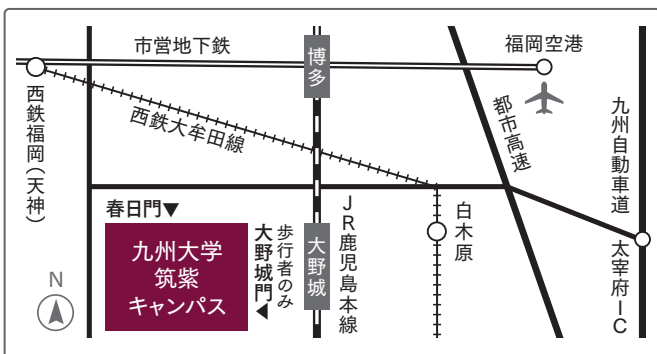 市営地下鉄
博多
福岡空港
西鉄福岡(天神)
西鉄大牟田線
都市高速
九州自動車道
春日門▼
九州大学
筑紫
キャンパス
歩行者のみ
大野城門▲
大野城
JR鹿児島本線
白木原
太宰府IC
N